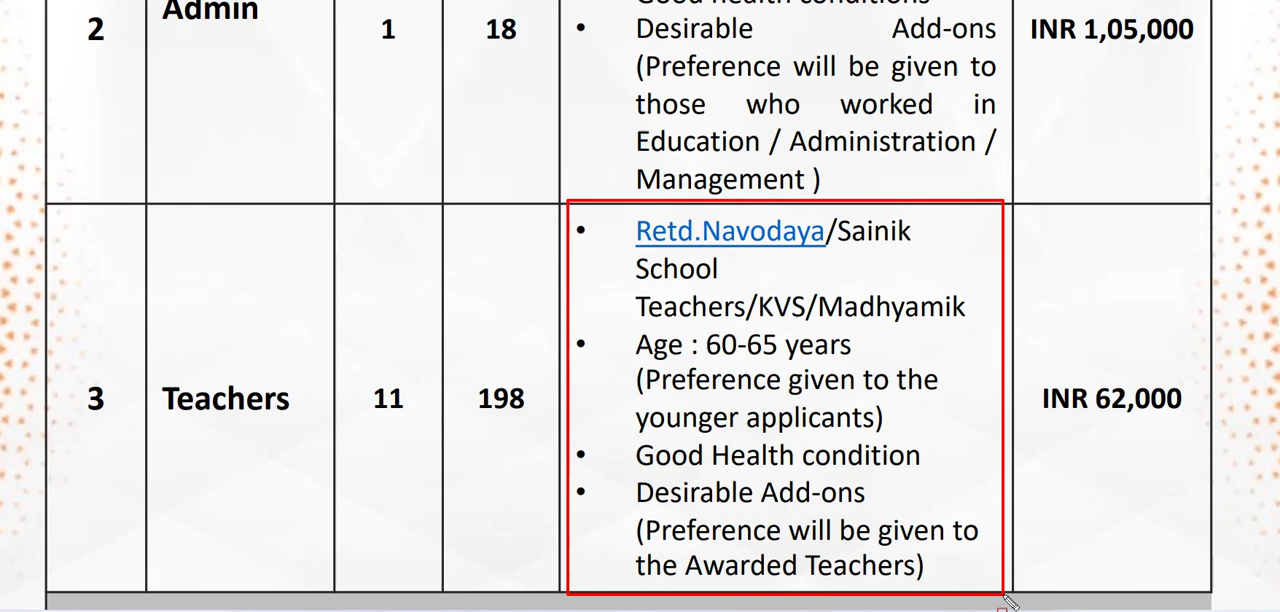 Admin
Good health conditions
2
1
18
• Desirable Add-ons
INR 1,05,000
(Preference will be given to
those who worked in
Education / Administration /
Management )
• Retd.Navodaya/Sainik
School
Teachers/KVS/Madhyamik
• Age : 60-65 years
(Preference given to the
younger applicants)
3
Teachers
11
198
INR 62,000
• Good Health condition
• Desirable Add-ons
(Preference will be given to
the Awarded Teachers)